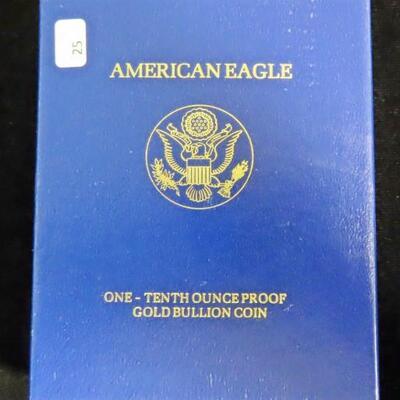 25
AMERICAN EAGLE
ONE - TENTH OUNCE PROOF
GOLD BULLION COIN